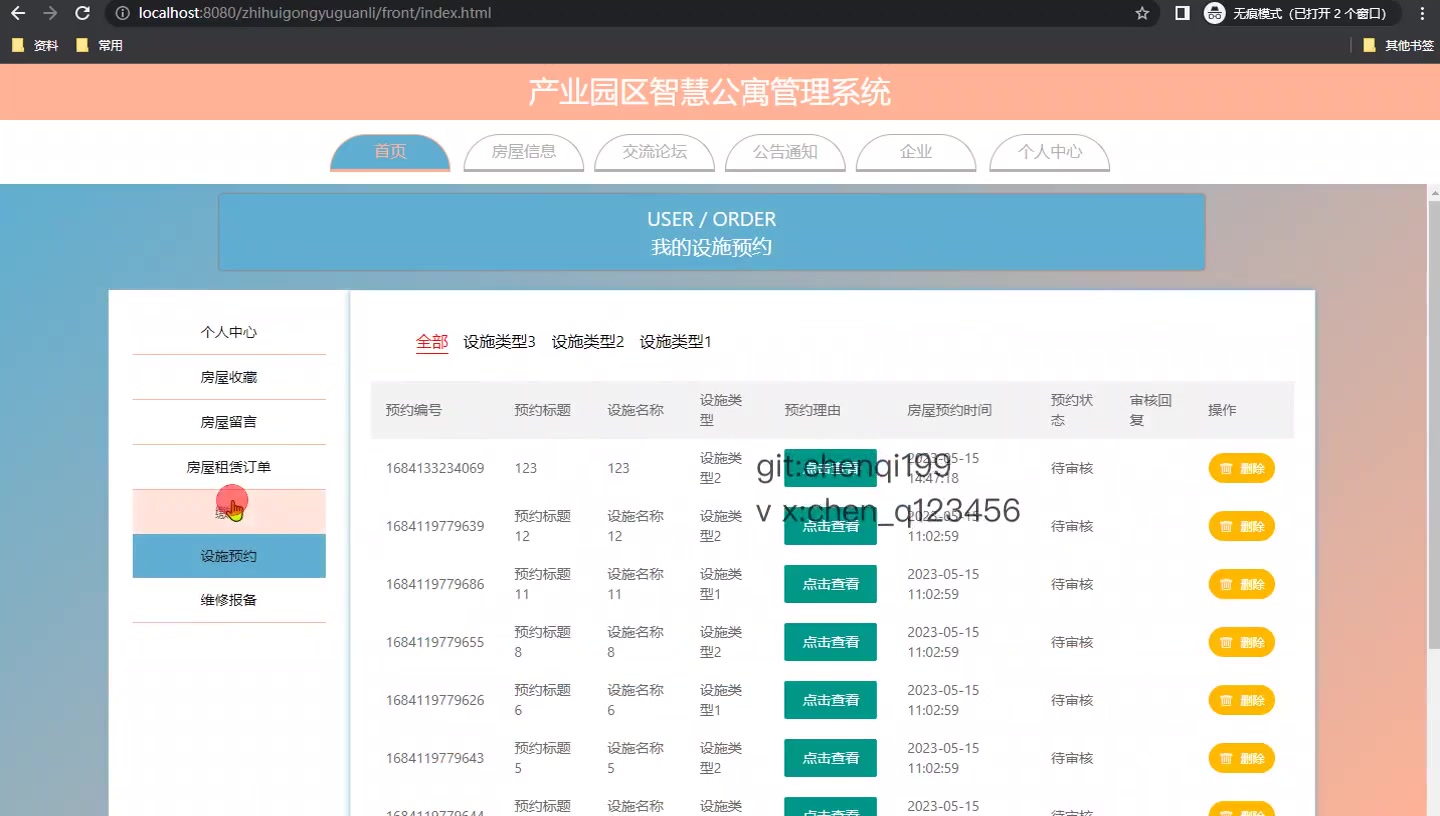 localhost:8080/zhihuigongyuguanli/front/index.html
无痕模式（已打开 2 个窗口）
资料 常用
其他书签
产业园区智慧公寓管理系统
首页 房屋信息 交流论坛 公告通知 企业 个人中心
USER / ORDER
我的设施预约
个人中心
房屋收藏
房屋留言
房屋租赁订单
设施预约
维修报备
全部 设施类型3 设施类型2 设施类型1
预约编号 预约标题 设施名称 设施类型 预约理由 房屋预约时间 预约状态 审核回复 操作
1684133234069 123 123 设施类型2 点击查看 2023-05-15 14:47:18 待审核 删除
git:chenqi199
v x:chen_q123456
1684119779639 预约标题12 设施名称12 设施类型2 点击查看 2023-05-15 11:02:59 待审核 删除
1684119779686 预约标题11 设施名称11 设施类型1 点击查看 2023-05-15 11:02:59 待审核 删除
1684119779655 预约标题8 设施名称8 设施类型2 点击查看 2023-05-15 11:02:59 待审核 删除
1684119779626 预约标题6 设施名称6 设施类型1 点击查看 2023-05-15 11:02:59 待审核 删除
1684119779643 预约标题5 设施名称5 设施类型2 点击查看 2023-05-15 11:02:59 待审核 删除
预约标题 设施名称 设施类 点击查看 2023-05-15 待审核 删除